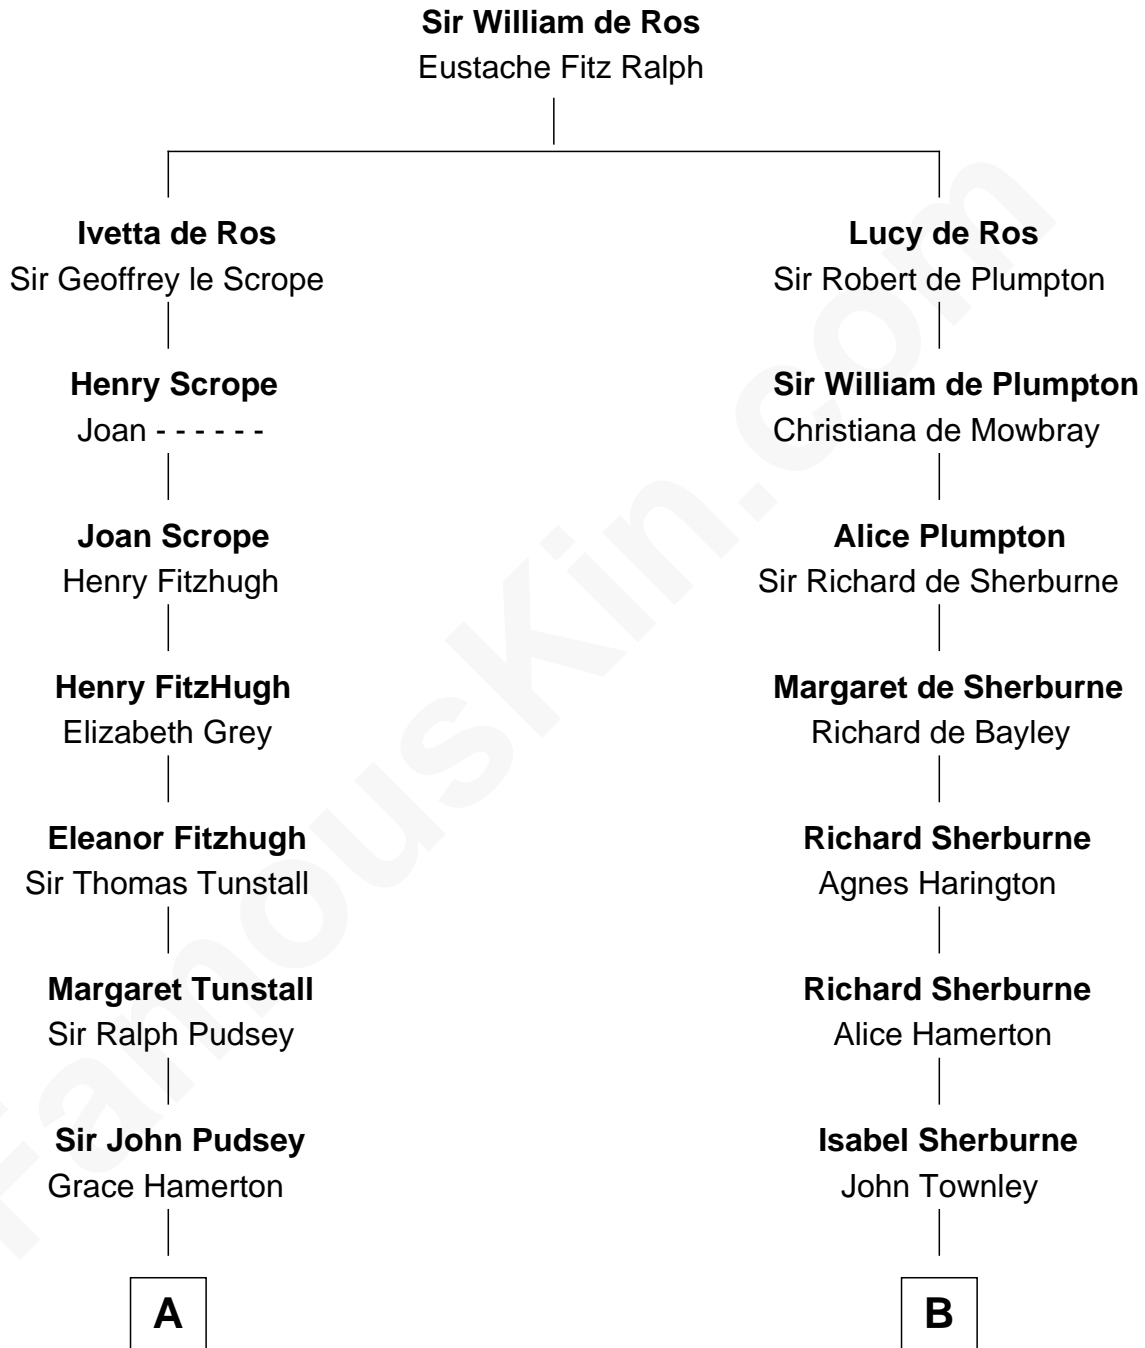 Sir William de Ros
Eustache Fitz Ralph
Ivetta de Ros
Sir Geoffrey le Scrope
Lucy de Ros
Sir Robert de Plumpton
Henry Scrope
Joan - - - - - -
Sir William de Plumpton
Christiana de Mowbray
Joan Scrope
Henry Fitzhugh
Alice Plumpton
Sir Richard de Sherburne
Henry FitzHugh
Elizabeth Grey
Margaret de Sherburne
Richard de Bayley
Eleanor Fitzhugh
Sir Thomas Tunstall
Richard Sherburne
Agnes Harington
Margaret Tunstall
Sir Ralph Pudsey
Richard Sherburne
Alice Hamerton
Sir John Pudsey
Grace Hamerton
Isabel Sherburne
John Townley
A
B
FamousKin.com